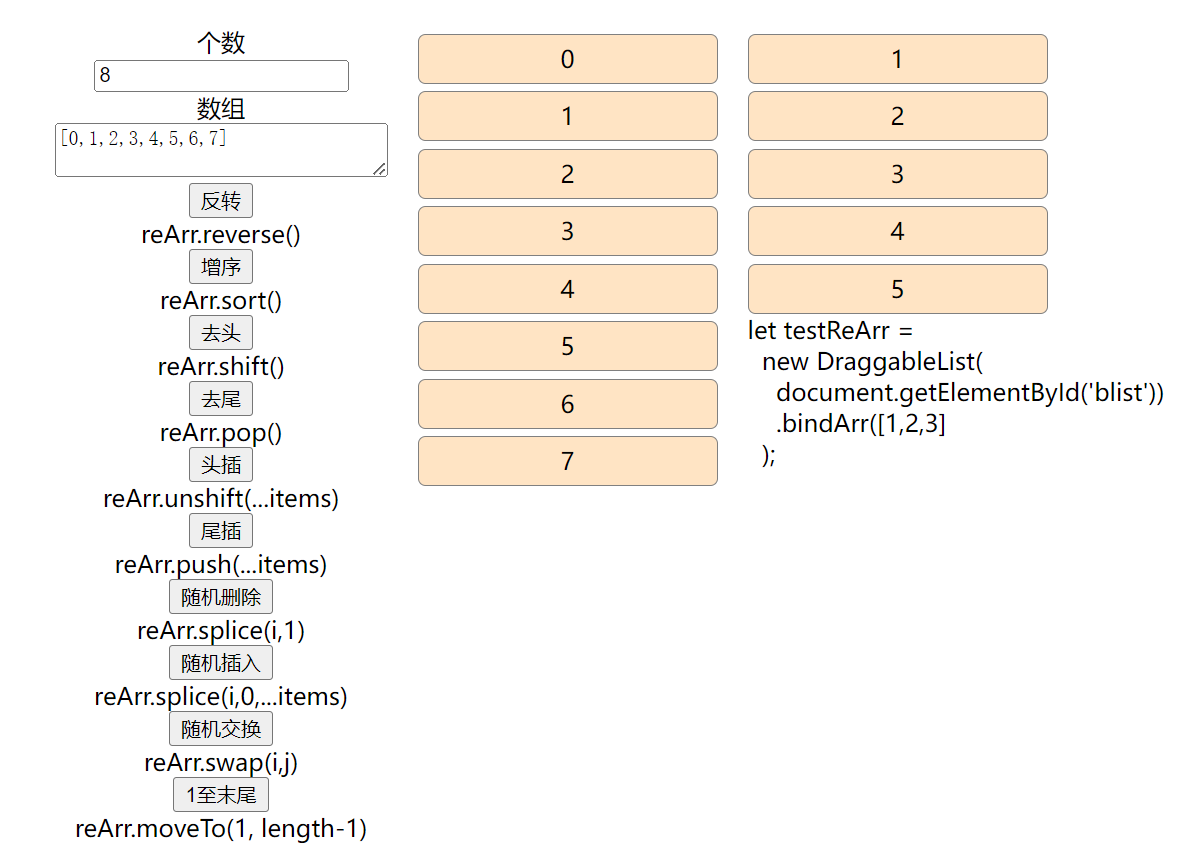 个数
8
数组
[0,1,2,3,4,5,6,7]
反转
reArr.reverse()
增序
reArr.sort()
去头
reArr.shift()
去尾
reArr.pop()
头插
reArr.unshift(...items)
尾插
reArr.push(...items)
随机删除
reArr.splice(i,1)
随机插入
reArr.splice(i,0,...items)
随机交换
reArr.swap(i,j)
1至末尾
reArr.moveTo(1, length-1)
0
1
2
3
4
5
6
7
1
2
3
4
5
let testReArr =
new DraggableList(
document.getElementById('blist'))
.bindArr([1,2,3]
);